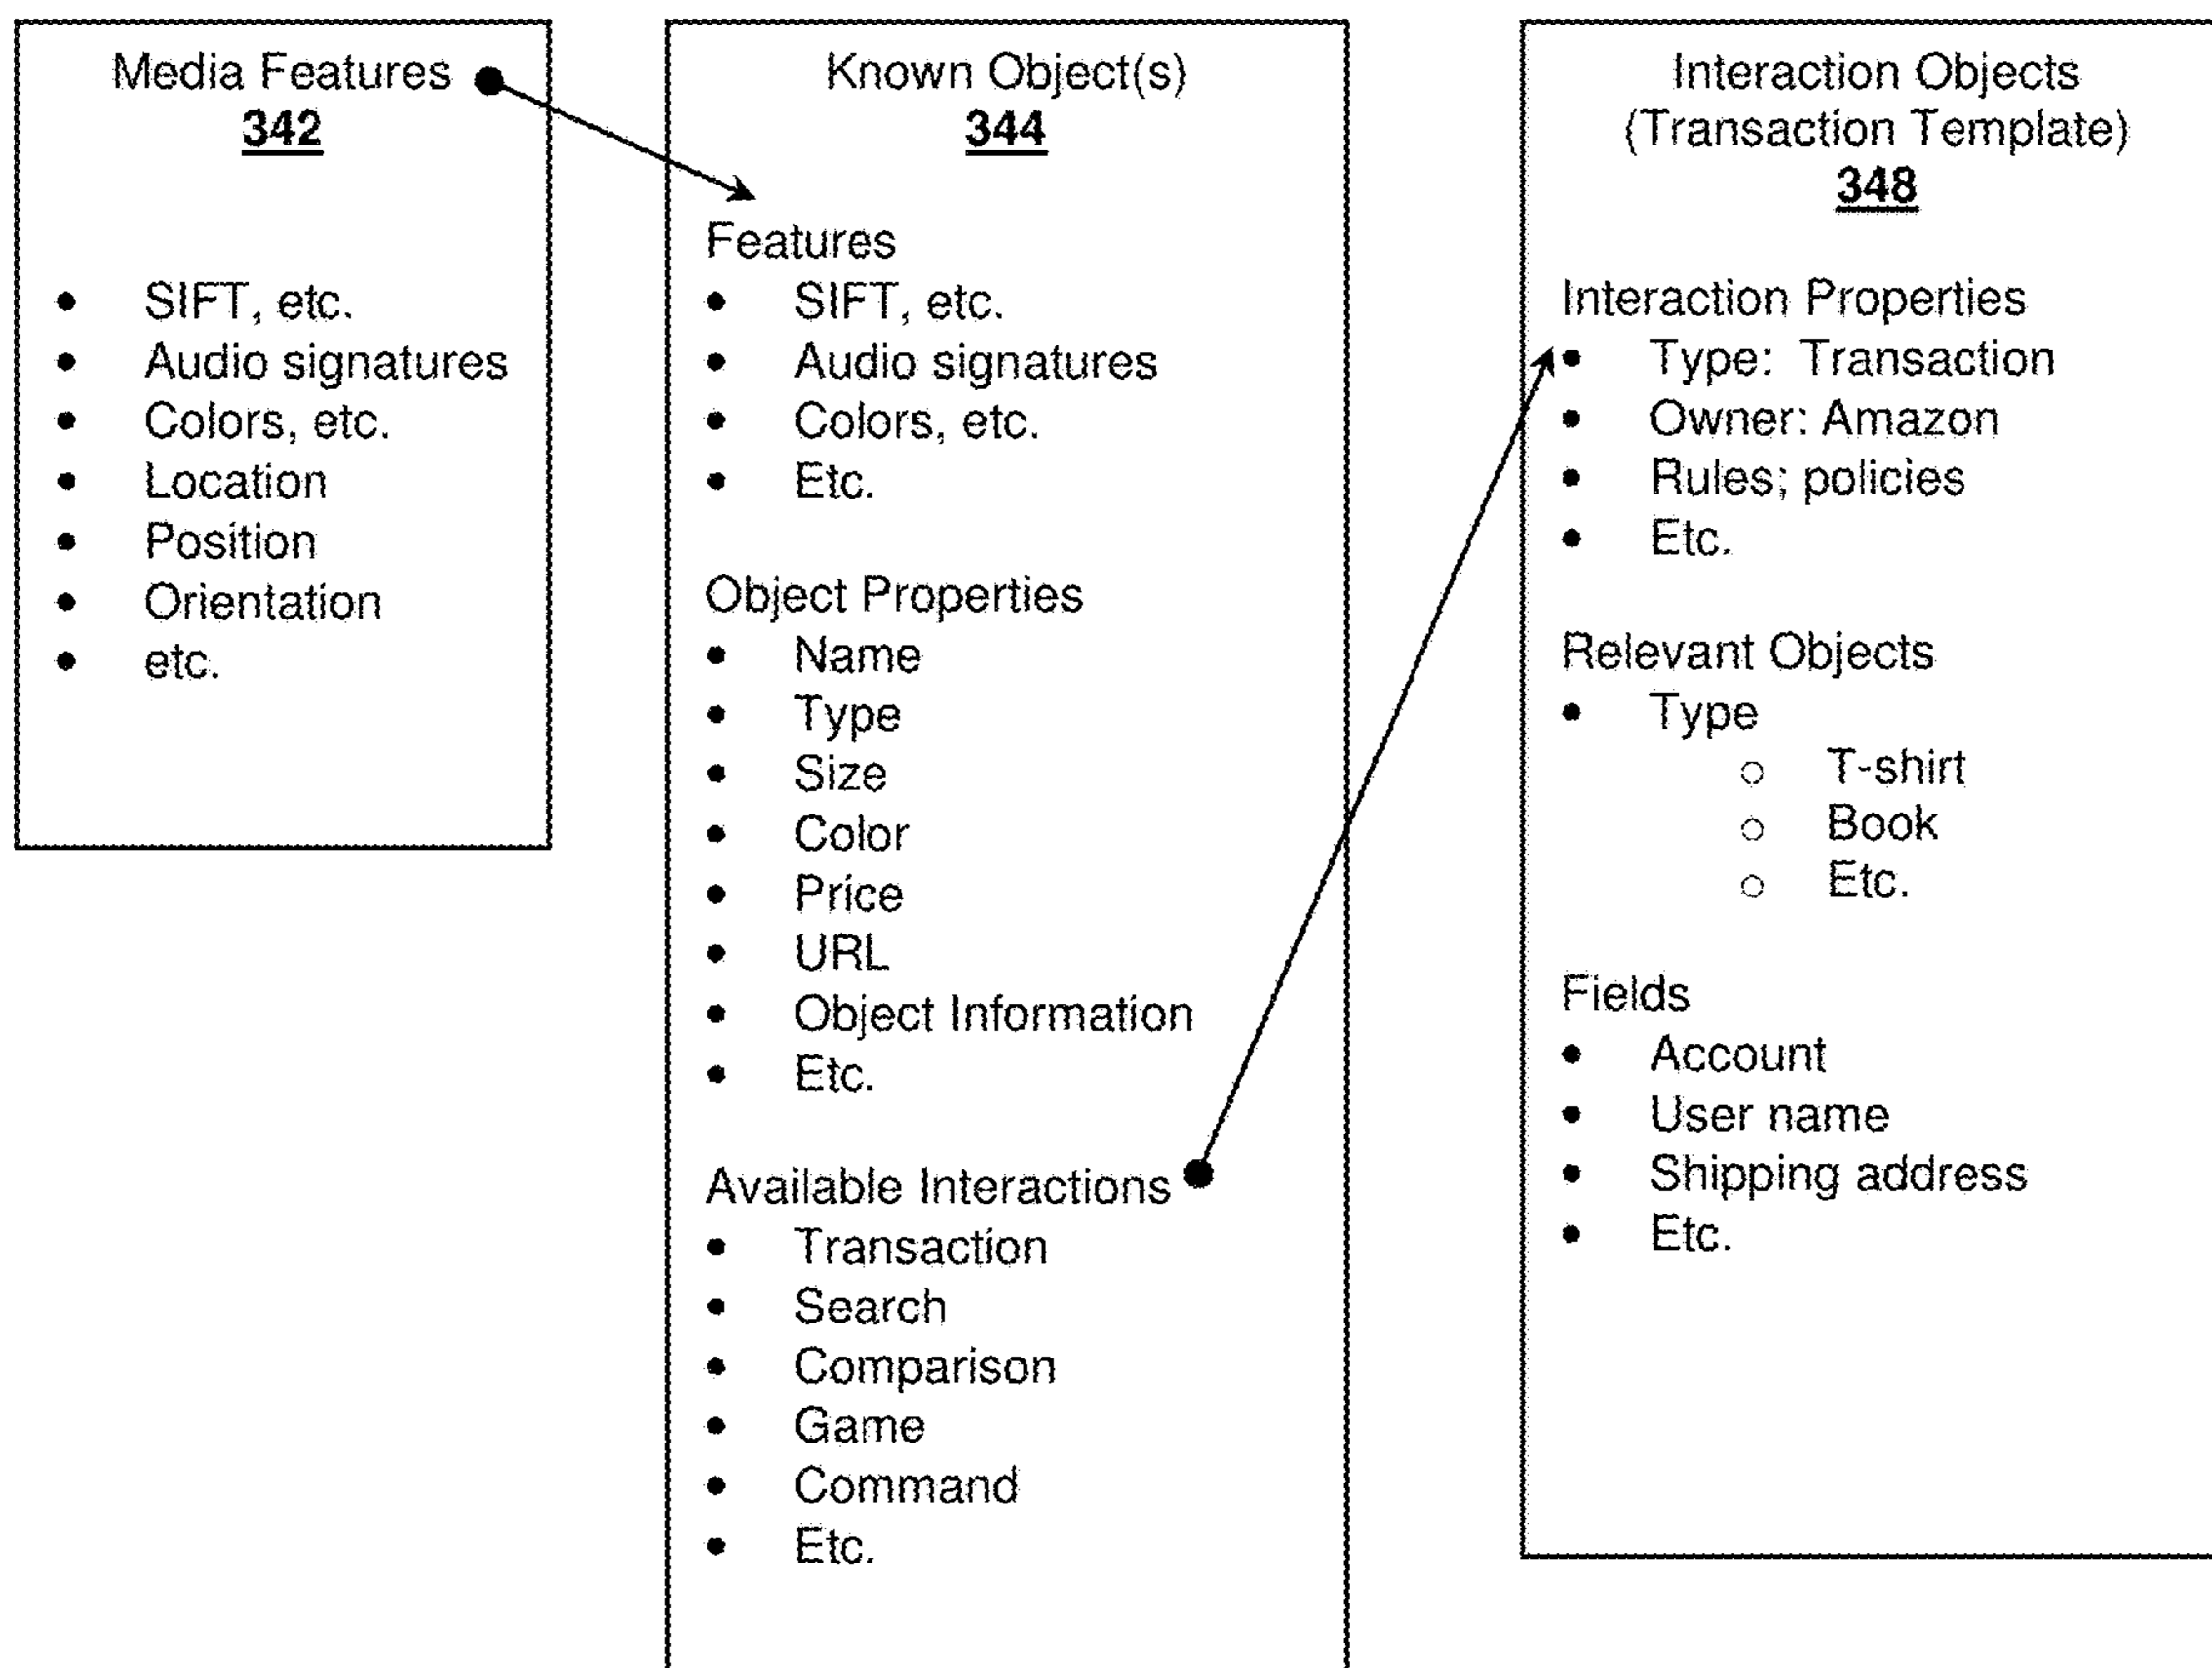 Media Features
342
• SIFT, etc.
• Audio signatures
• Colors, etc.
• Location
• Position
• Orientation
• etc.
Known Object(s)
344
Features
• SIFT, etc.
• Audio signatures
• Colors, etc.
• Etc.
Object Properties
• Name
• Type
• Size
• Color
• Price
• URL
• Object Information
• Etc.
Available Interactions
• Transaction
• Search
• Comparison
• Game
• Command
• Etc.
Interaction Objects
(Transaction Template)
348
Interaction Properties
• Type: Transaction
• Owner: Amazon
• Rules; policies
• Etc.
Relevant Objects
• Type
○ T-shirt
○ Book
○ Etc.
Fields
• Account
• User name
• Shipping address
• Etc.